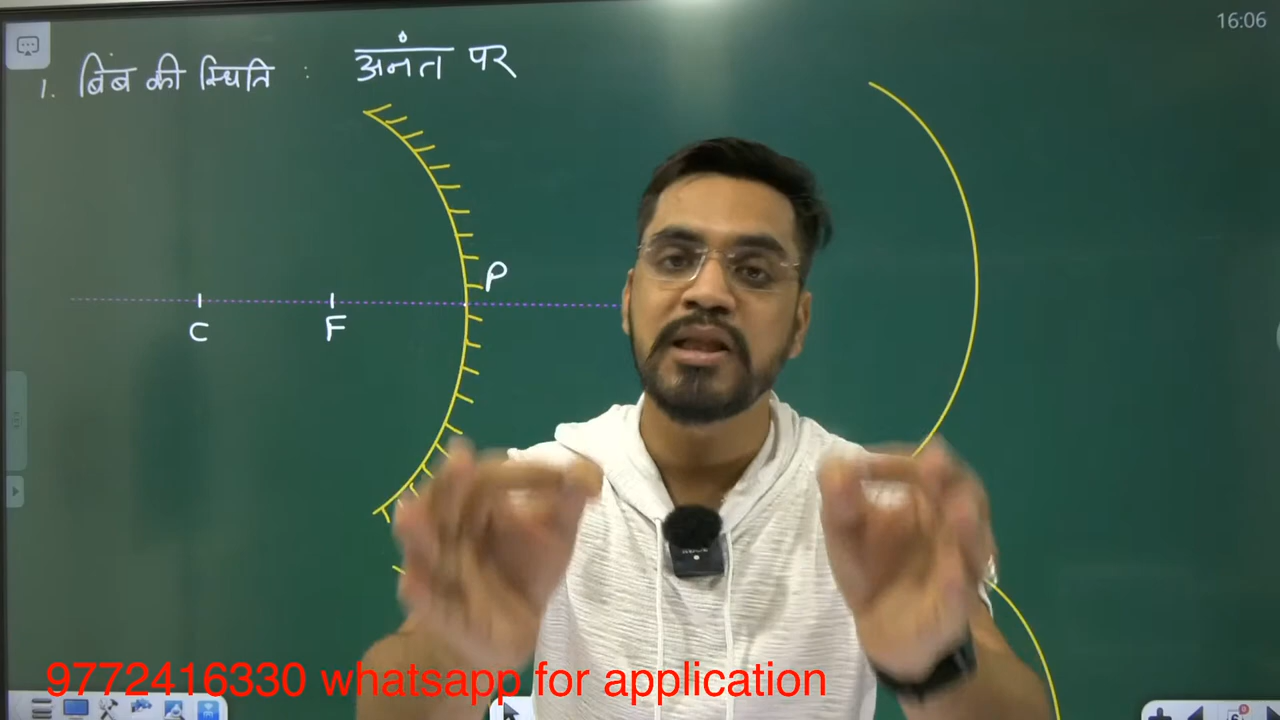 16:06
1. बिंब की स्थिति : अनंत पर
P
C F
9772416330 whatsapp for application